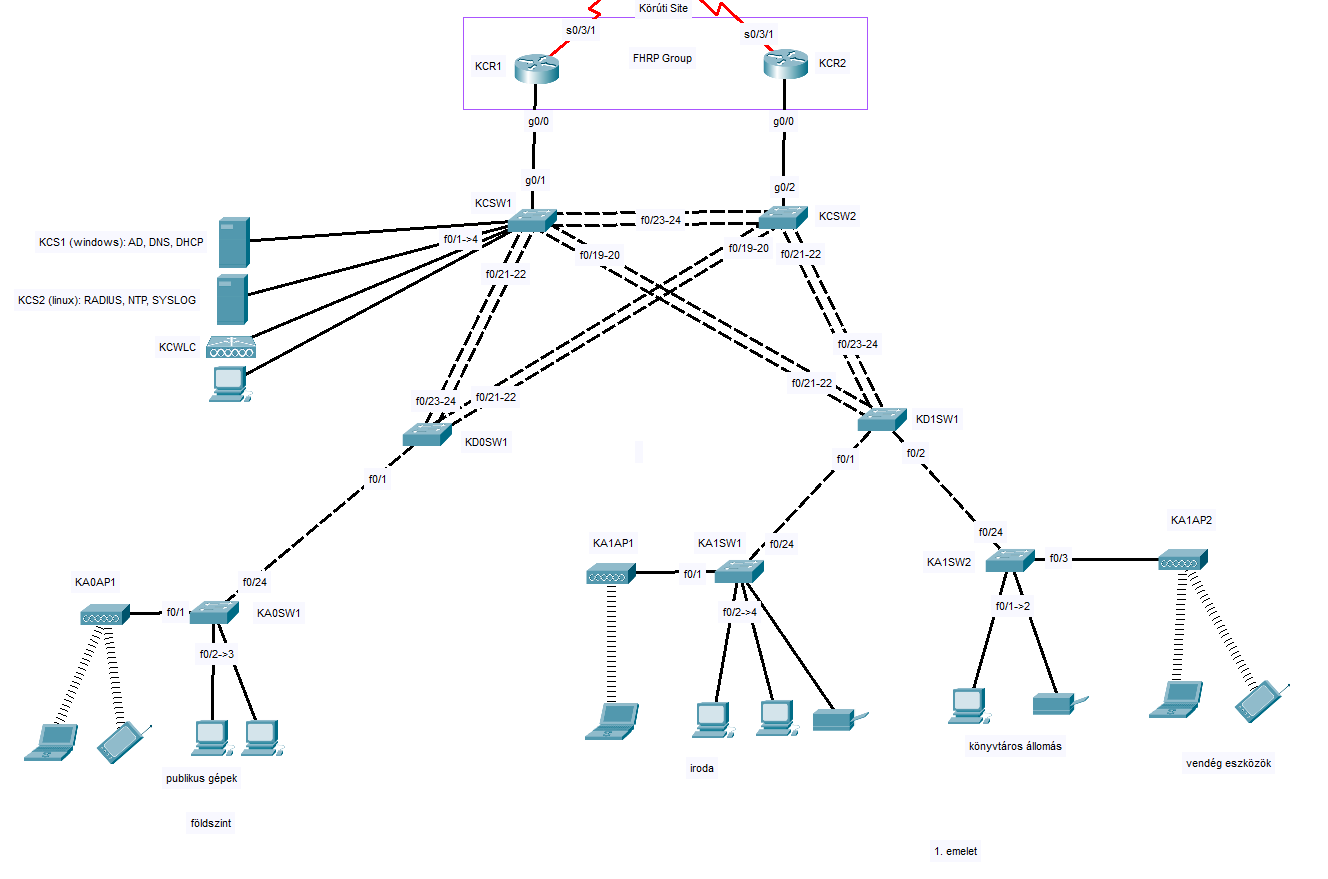 Körúti Site
s0/3/1
s0/3/1
FHRP Group
KCR1
KCR2
g0/0
g0/0
g0/1
g0/2
KCSW1
KCSW2
f0/23-24
KCS1 (windows): AD, DNS, DHCP
f0/1->4
f0/19-20
f0/19-20
f0/21-22
f0/21-22
KCS2 (linux): RADIUS, NTP, SYSLOG
KCWLC
f0/23-24
f0/21-22
f0/23-24
f0/21-22
KD0SW1
KD1SW1
f0/1
f0/1
f0/2
KA1AP2
f0/24
KA1AP1
KA1SW1
f0/24
KA1SW2
f0/3
f0/1
KA0AP1
f0/24
f0/1
KA0SW1
f0/2->4
f0/1->2
f0/2->3
könyvtáros állomás
vendég eszközök
iroda
publikus gépek
földszint
1. emelet